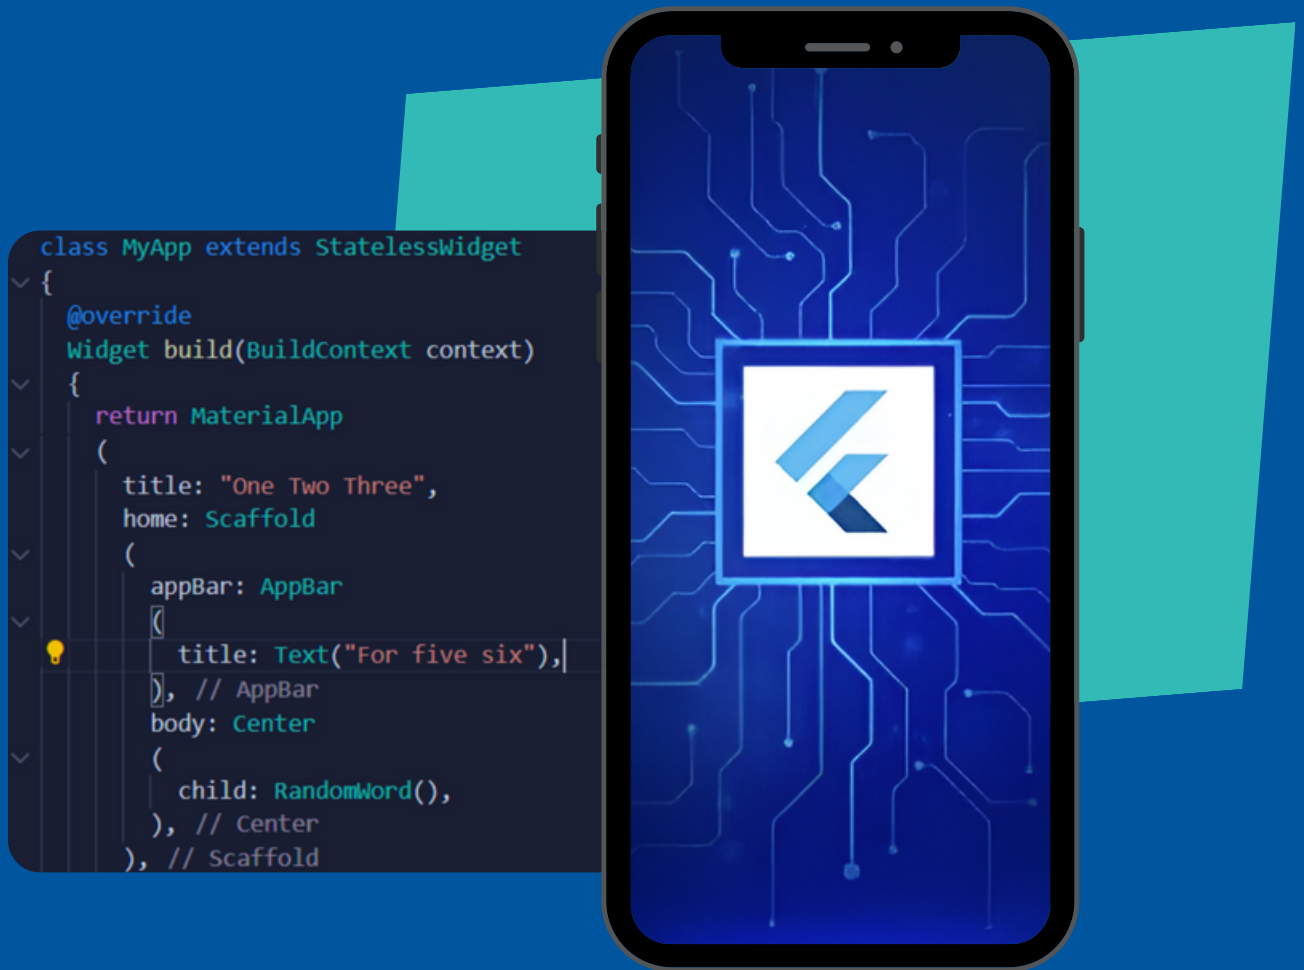 class MyApp extends StatelessWidget
{
@override
Widget build(BuildContext context)
{
return MaterialApp
(
title: "One Two Three",
home: Scaffold
(
appBar: AppBar
(
title: Text("For five six"),
), // AppBar
body: Center
(
child: RandomWord(),
), // Center
), // Scaffold